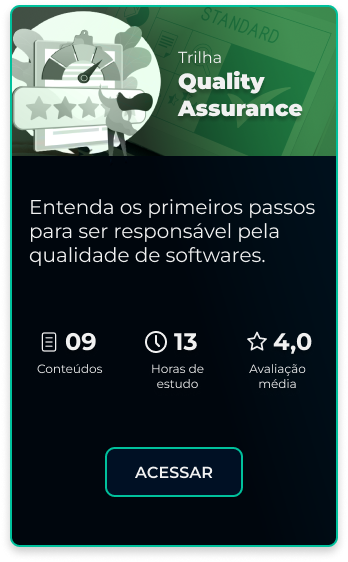 STANDARD
Trilha
Quality
Assurance
Entenda os primeiros passos
para ser responsável pela
qualidade de softwares.
09
Conteúdos
13
Horas de
estudo
4,0
Avaliação
média
ACESSAR